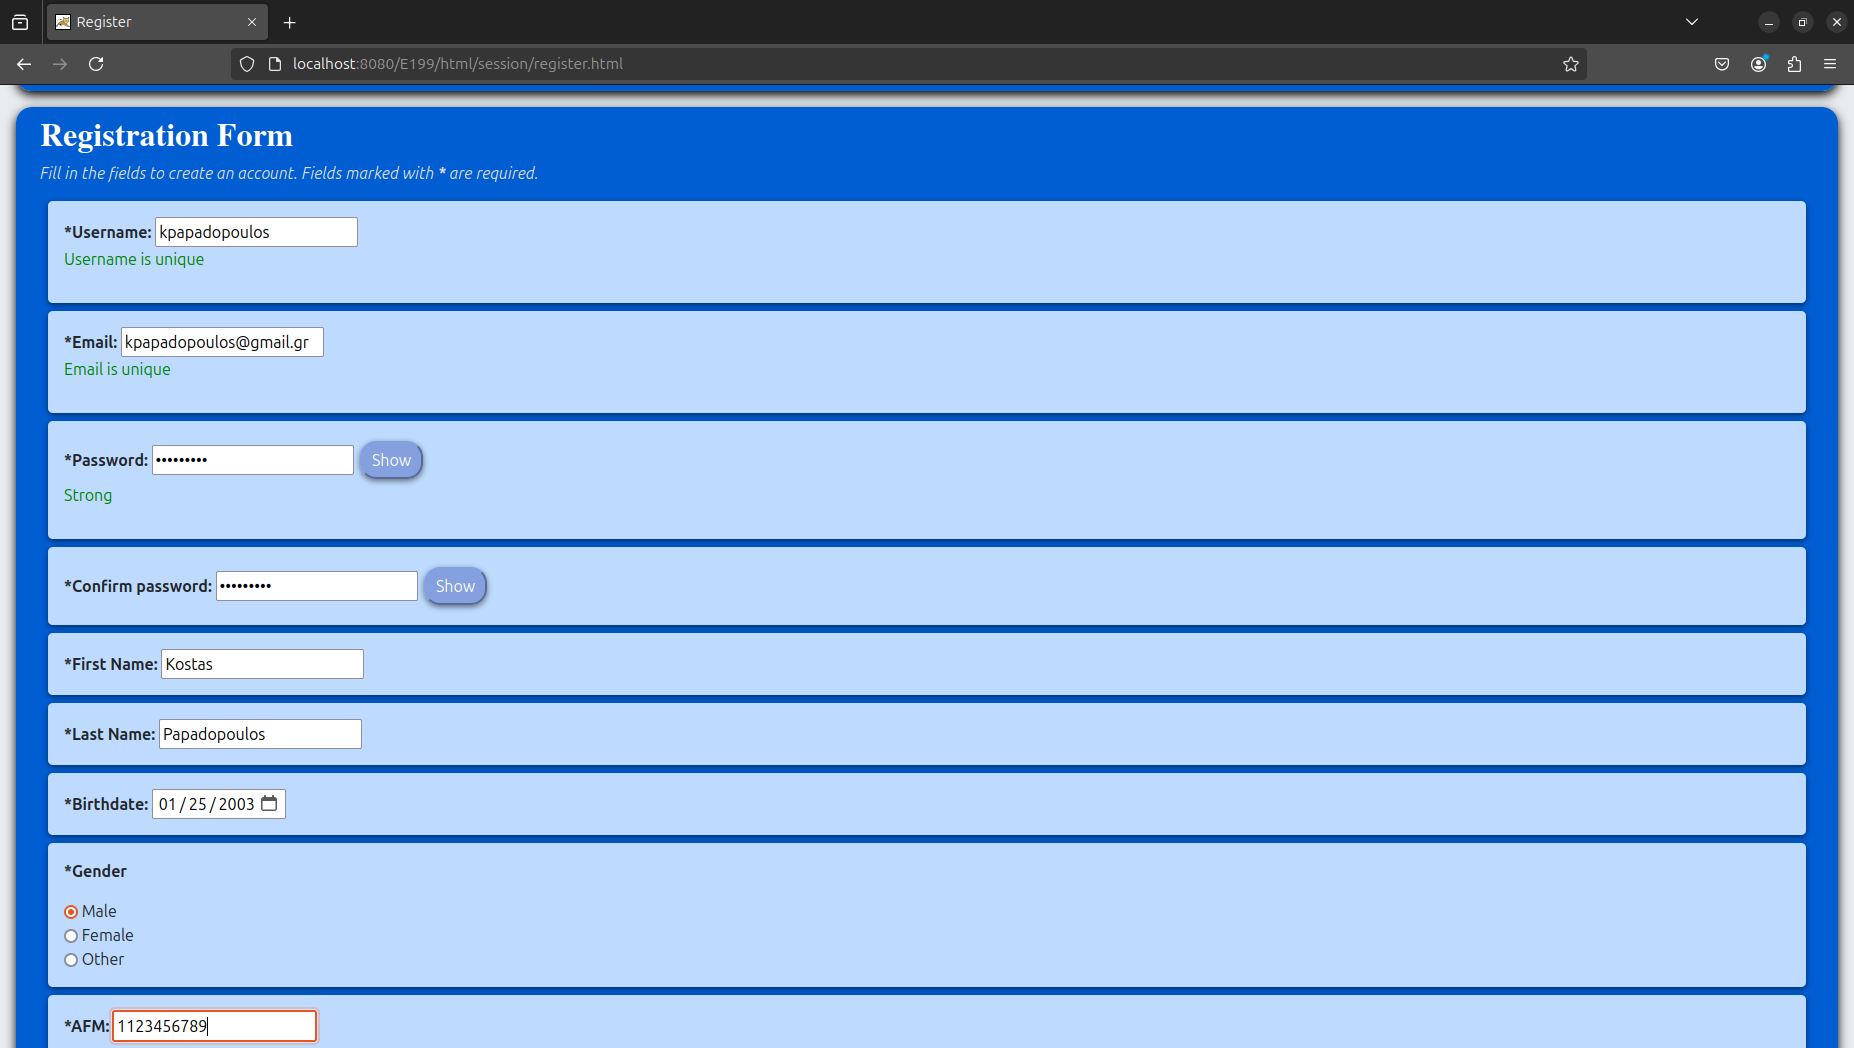 Register
localhost:8080/E199/html/session/register.html
Registration Form
Fill in the fields to create an account. Fields marked with * are required.
*Username: kpapadopoulos
Username is unique
*Email: kpapadopoulos@gmail.gr
Email is unique
*Password: ••••••••• Show
Strong
*Confirm password: ••••••••• Show
*First Name: Kostas
*Last Name: Papadopoulos
*Birthdate: 01/25/2003
*Gender
Male
Female
Other
*AFM: 1123456789